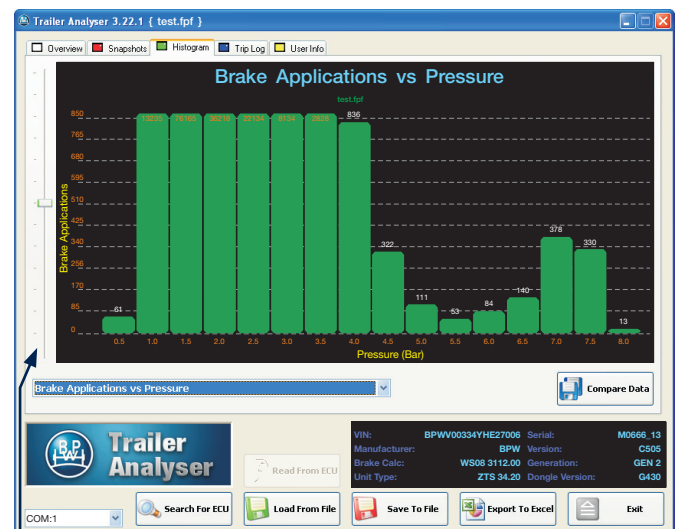 Trailer Analyser 3.22.1 { test.fpf }
Overview Snapshots Histogram Trip Log User Info
Brake Applications vs Pressure
test.fpf
850
765
680
595
510
425
340
256
170
85
0
Brake Applications
61 13235 76165 36216 22134 8134 2828 836 322 111 53 84 140 378 330 13
0.5 1.0 1.5 2.0 2.5 3.0 3.5 4.0 4.5 5.0 5.5 6.0 6.5 7.0 7.5 8.0
Pressure (Bar)
Brake Applications vs Pressure
Compare Data
BPW
Trailer
Analyser
Read From ECU
VIN: BPWV00334YHE27006 Serial: M0666_13
Manufacturer: BPW Version: C505
Brake Calc: WS08 3112.00 Generation: GEN 2
Unit Type: ZTS 34.20 Dongle Version: G430
COM:1
Search For ECU Load From File Save To File Export To Excel Exit